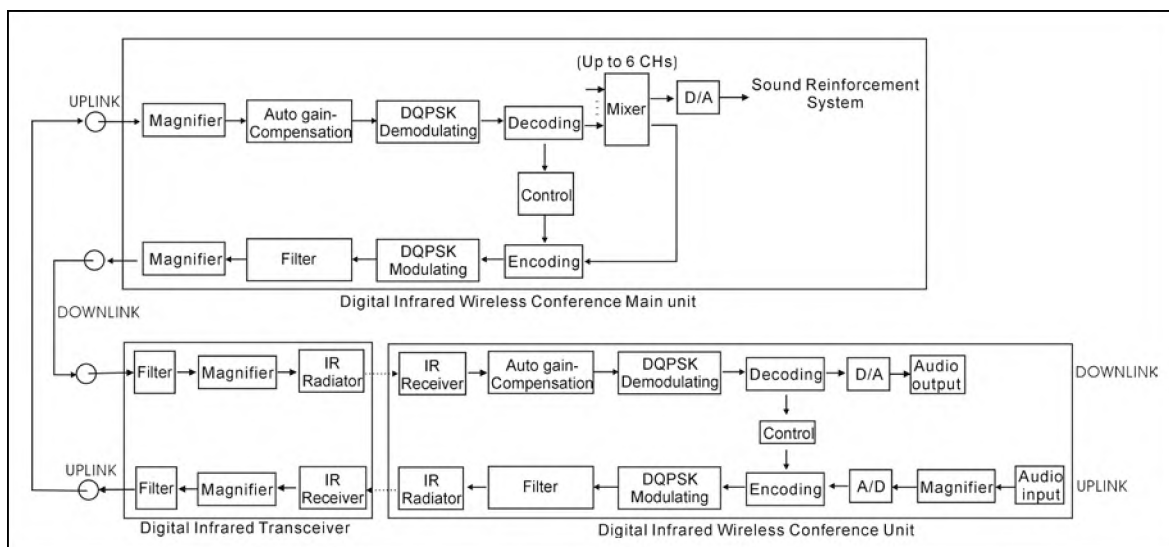 (Up to 6 CHs)
UPLINK
Magnifier
Auto gain-
Compensation
DQPSK
Demodulating
Decoding
Mixer
D/A
Sound Reinforcement
System
Control
Magnifier
Filter
DQPSK
Modulating
Encoding
Digital Infrared Wireless Conference Main unit
DOWNLINK
Filter
Magnifier
IR
Radiator
IR
Receiver
Auto gain-
Compensation
DQPSK
Demodulating
Decoding
D/A
Audio
output
DOWNLINK
Control
UPLINK
Filter
Magnifier
IR
Receiver
IR
Radiator
Filter
DQPSK
Modulating
Encoding
A/D
Magnifier
Audio
input
UPLINK
Digital Infrared Transceiver
Digital Infrared Wireless Conference Unit